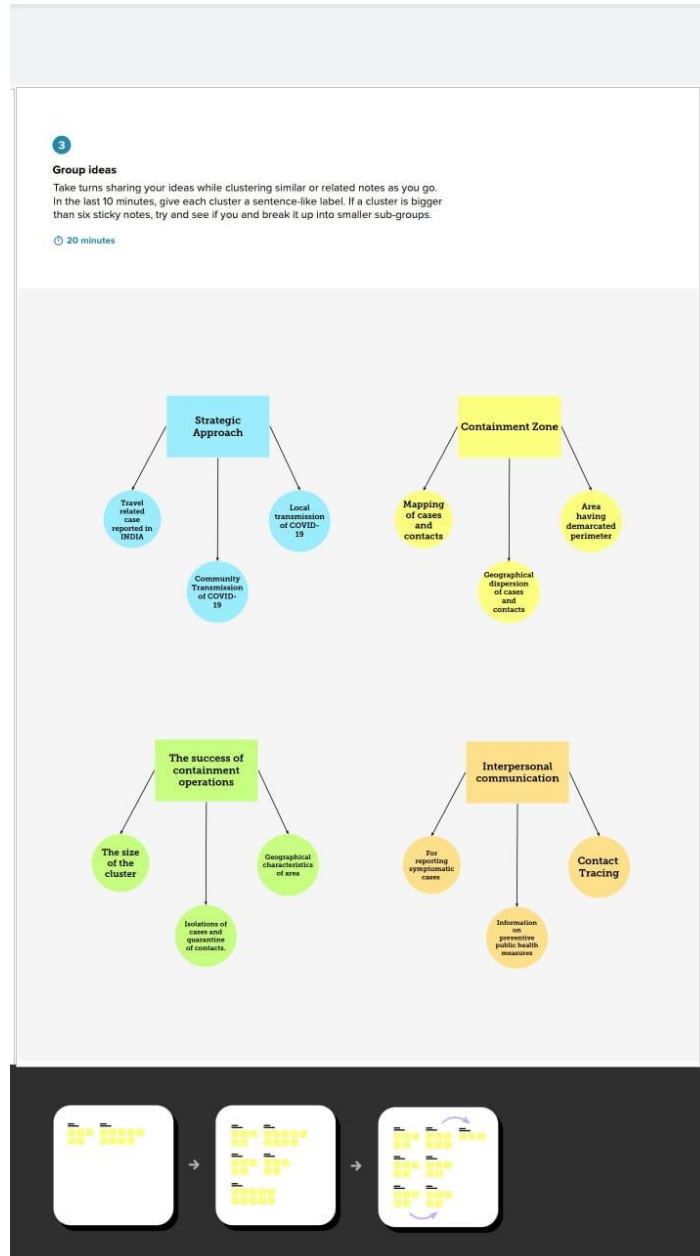 3
Group ideas
Take turns sharing your ideas while clustering similar or related notes as you go.
In the last 10 minutes, give each cluster a sentence-like label. If a cluster is bigger
than six sticky notes, try and see if you and break it up into smaller sub-groups.
20 minutes
Strategic
Approach
Travel
related
case
reported in
INDIA
Community
Transmission
of COVID-
19
Local
transmission
of COVID-
19
Containment Zone
Mapping
of cases
and
contacts
Geographical
dispersion
of cases
and
contacts
Area
having
demarcated
perimeter
The success of
containment
operations
The size
of the
cluster
Isolations of
cases and
quarantine
of contacts.
Geographical
characteristics
of area
Interpersonal
communication
For
reporting
symptomatic
cases
Information
on
preventive
public health
measures
Contact
Tracing